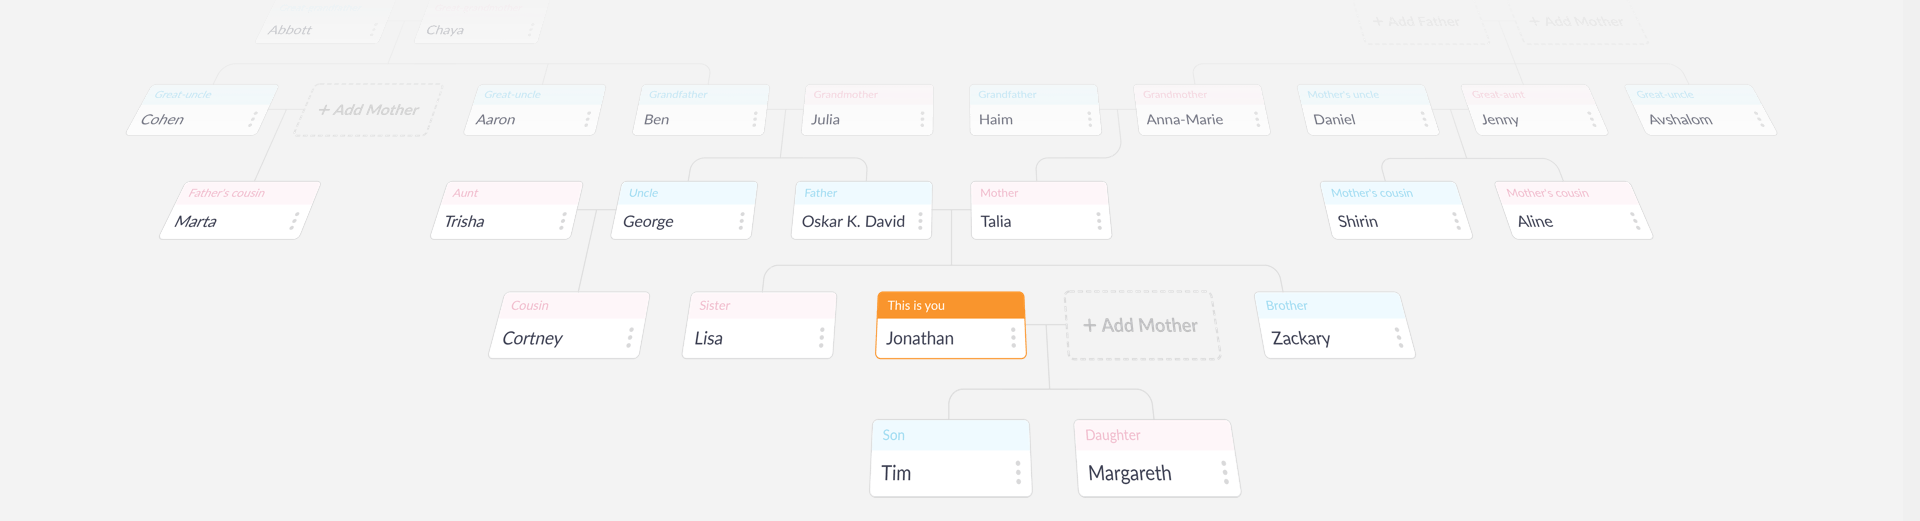 Abbott
Chaya
+ Add Father
+ Add Mother
Great-uncle
Cohen
+ Add Mother
Great-uncle
Aaron
Grandfather
Ben
Grandmother
Julia
Grandfather
Haim
Grandmother
Anna-Marie
Mother's uncle
Daniel
Great-aunt
Jenny
Great-uncle
Avshalom
Father's cousin
Marta
Aunt
Trisha
Uncle
George
Father
Oskar K. David
Mother
Talia
Mother's cousin
Shirin
Mother's cousin
Aline
Cousin
Cortney
Sister
Lisa
This is you
Jonathan
+ Add Mother
Brother
Zackary
Son
Tim
Daughter
Margareth